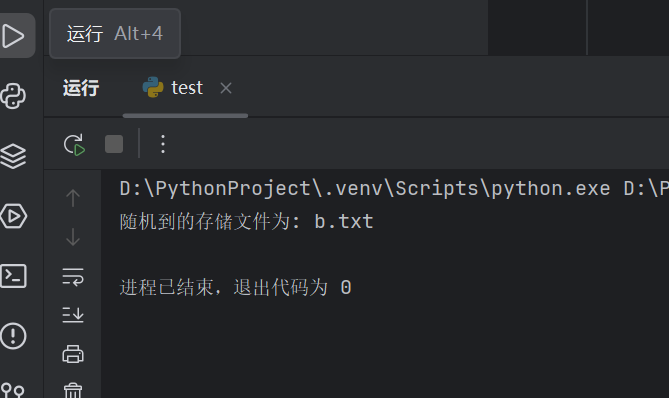 运行 Alt+4
运行 test
D:\PythonProject\.venv\Scripts\python.exe D:\P
随机到的存储文件为: b.txt
进程已结束，退出代码为 0